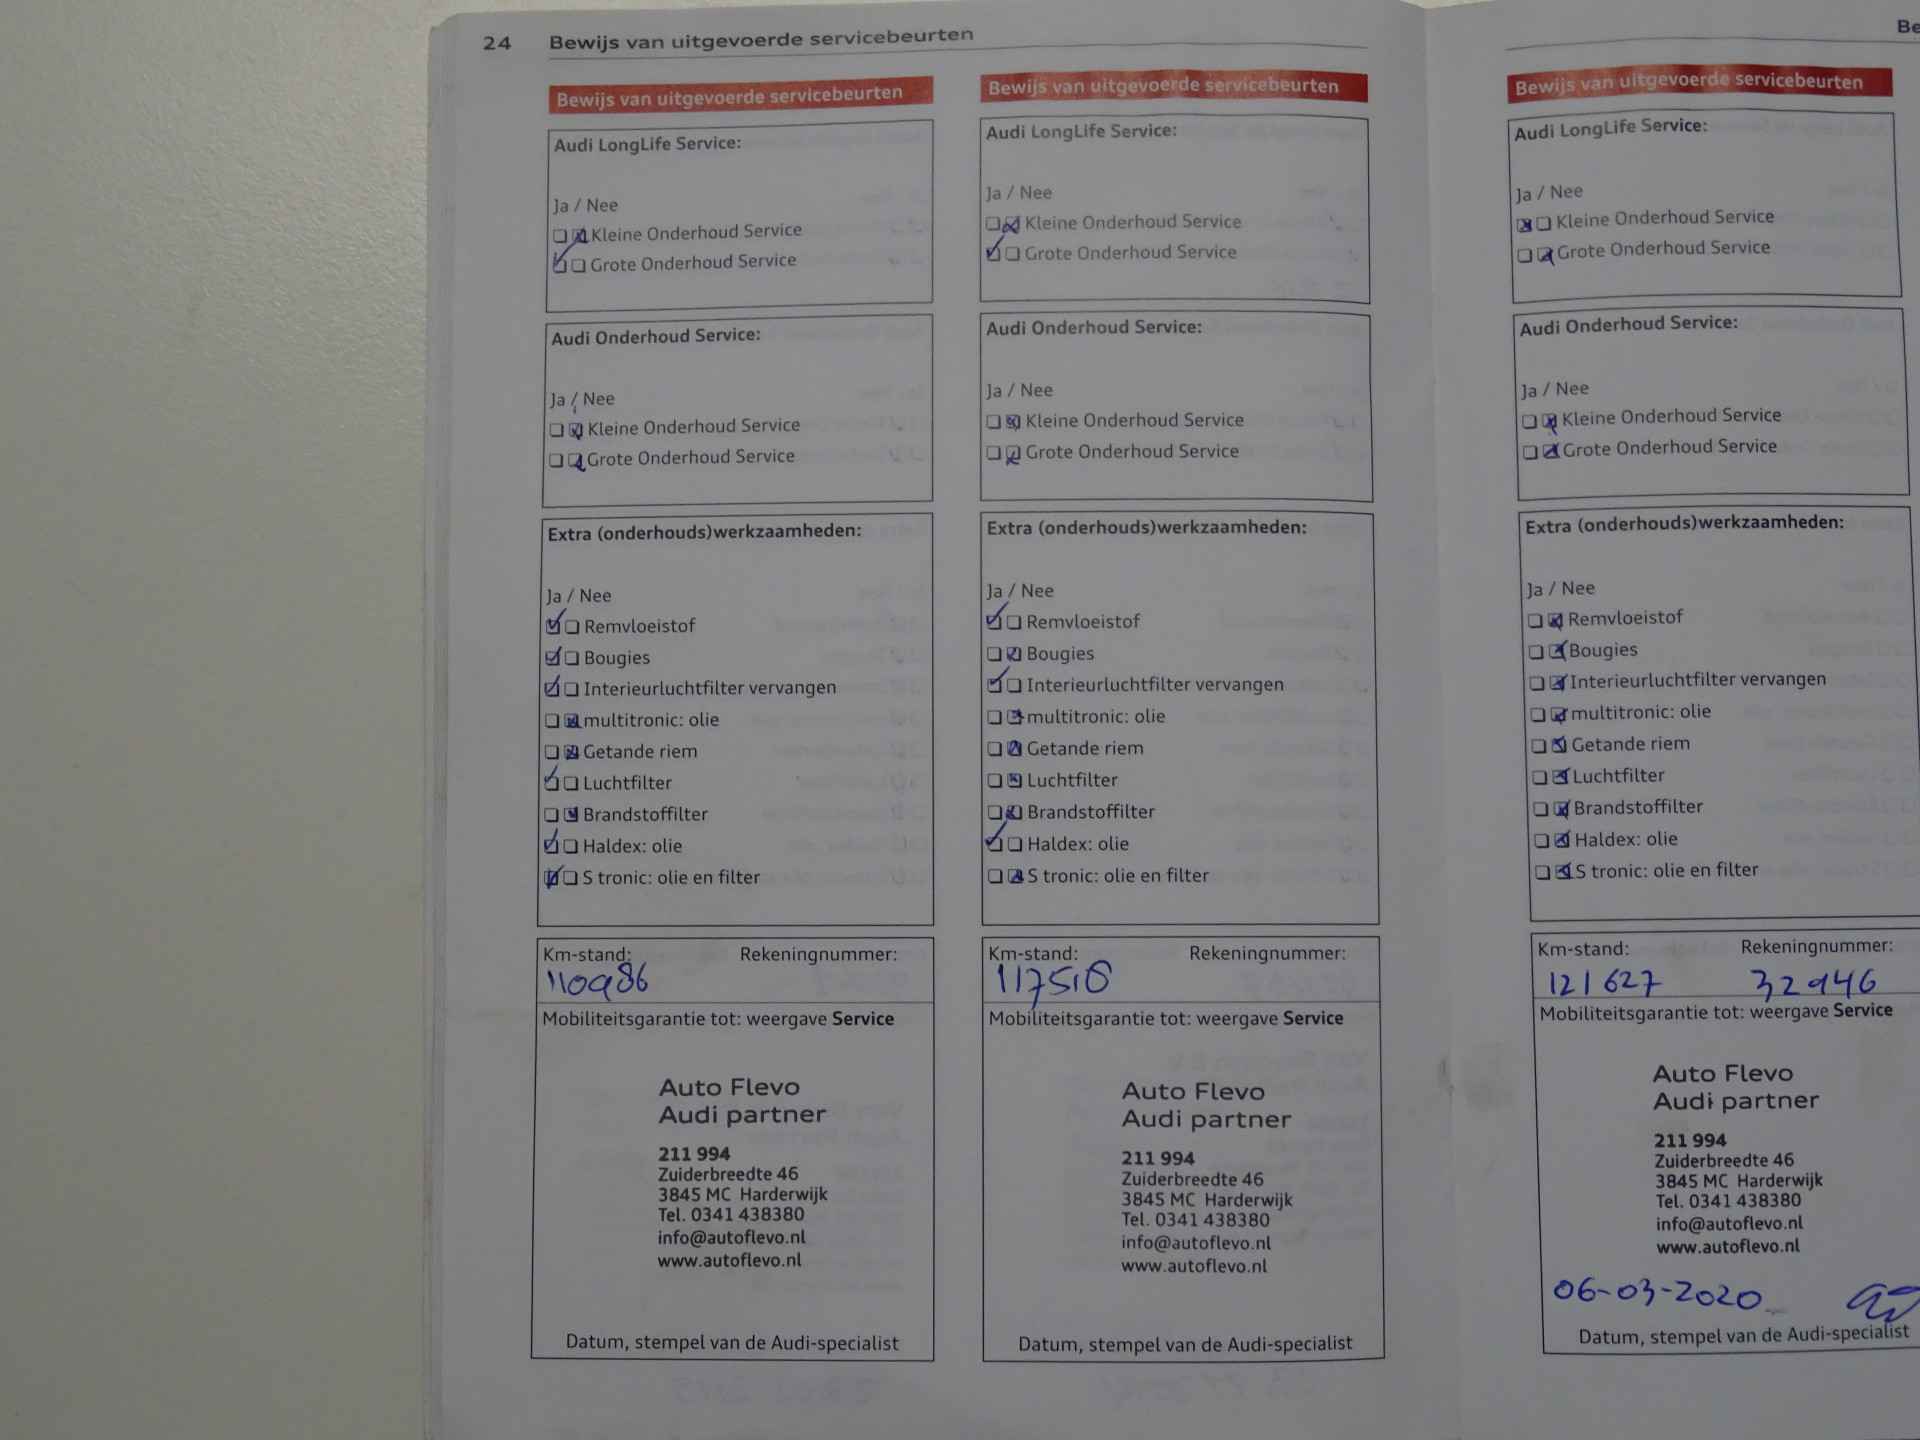 24 Bewijs van uitgevoerde servicebeurten
Bewijs van uitgevoerde servicebeurten
Audi LongLife Service:
Ja / Nee
Kleine Onderhoud Service
Grote Onderhoud Service
Audi Onderhoud Service:
Ja / Nee
Kleine Onderhoud Service
Grote Onderhoud Service
Extra (onderhouds)werkzaamheden:
Ja / Nee
Remvloeistof
Bougies
Interieurluchtfilter vervangen
multitronic: olie
Getande riem
Luchtfilter
Brandstoffilter
Haldex: olie
S tronic: olie en filter
Km-stand: Rekeningnummer:
110986
Mobiliteitsgarantie tot: weergave Service
Auto Flevo
Audi partner
211 994
Zuiderbreedte 46
3845 MC Harderwijk
Tel. 0341 438380
info@autoflevo.nl
www.autoflevo.nl
Datum, stempel van de Audi-specialist
Bewijs van uitgevoerde servicebeurten
Audi LongLife Service:
Ja / Nee
Kleine Onderhoud Service
Grote Onderhoud Service
Audi Onderhoud Service:
Ja / Nee
Kleine Onderhoud Service
Grote Onderhoud Service
Extra (onderhouds)werkzaamheden:
Ja / Nee
Remvloeistof
Bougies
Interieurluchtfilter vervangen
multitronic: olie
Getande riem
Luchtfilter
Brandstoffilter
Haldex: olie
S tronic: olie en filter
Km-stand: Rekeningnummer:
Mobiliteitsgarantie tot: weergave Service
Auto Flevo
Audi partner
211 994
Zuiderbreedte 46
3845 MC Harderwijk
Tel. 0341 438380
info@autoflevo.nl
www.autoflevo.nl
Datum, stempel van de Audi-specialist
Be
Bewijs van uitgevoerde servicebeurten
Audi LongLife Service:
Ja / Nee
Kleine Onderhoud Service
Grote Onderhoud Service
Audi Onderhoud Service:
Ja / Nee
Kleine Onderhoud Service
Grote Onderhoud Service
Extra (onderhouds)werkzaamheden:
Ja / Nee
Remvloeistof
Bougies
Interieurluchtfilter vervangen
multitronic: olie
Getande riem
Luchtfilter
Brandstoffilter
Haldex: olie
S tronic: olie en filter
Km-stand: Rekeningnummer:
121627 32946
Mobiliteitsgarantie tot: weergave Service
Auto Flevo
Audi partner
211 994
Zuiderbreedte 46
3845 MC Harderwijk
Tel. 0341 438380
info@autoflevo.nl
www.autoflevo.nl
06-03-2020
Datum, stempel van de Audi-specialist